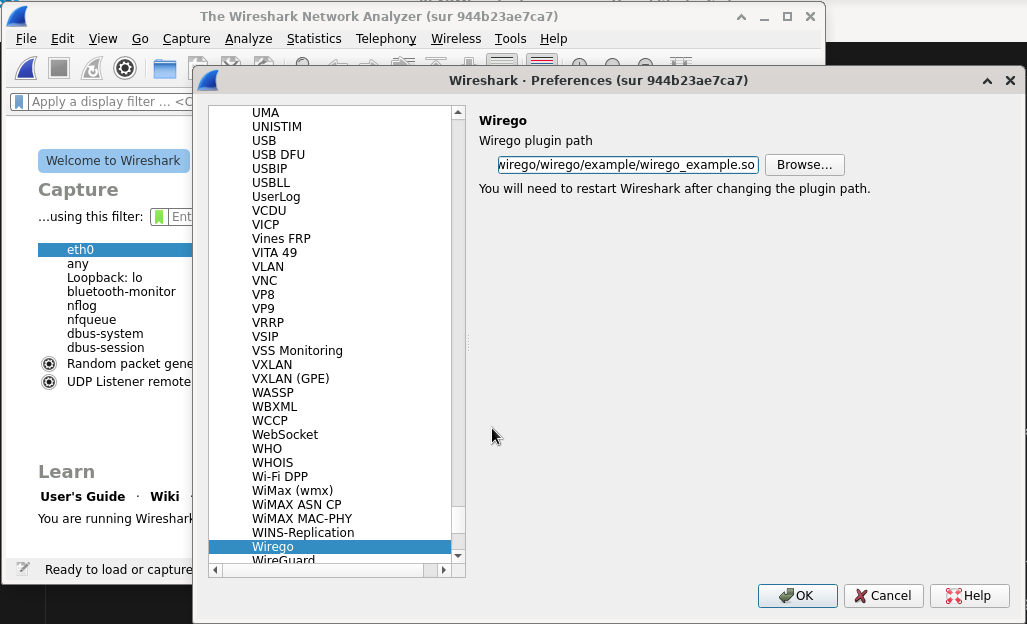 The Wireshark Network Analyzer (sur 944b23ae7ca7)
File Edit View Go Capture Analyze Statistics Telephony Wireless Tools Help
Apply a display filter ... <C
Welcome to Wireshark
Capture
...using this filter: Ent
eth0
any
Loopback: lo
bluetooth-monitor
nflog
nfqueue
dbus-system
dbus-session
Random packet gene
UDP Listener remote
Learn
User's Guide · Wiki ·
You are running Wireshark
Ready to load or capture
Wireshark · Preferences (sur 944b23ae7ca7)
UMA
UNISTIM
USB
USB DFU
USBIP
USBLL
UserLog
VCDU
VICP
Vines FRP
VITA 49
VLAN
VNC
VP8
VP9
VRRP
VSIP
VSS Monitoring
VXLAN
VXLAN (GPE)
WASSP
WBXML
WCCP
WebSocket
WHO
WHOIS
Wi-Fi DPP
WiMax (wmx)
WiMAX ASN CP
WiMAX MAC-PHY
WINS-Replication
Wirego
WireGuard
Wirego
Wirego plugin path
wirego/wirego/example/wirego_example.so Browse...
You will need to restart Wireshark after changing the plugin path.
OK Cancel Help